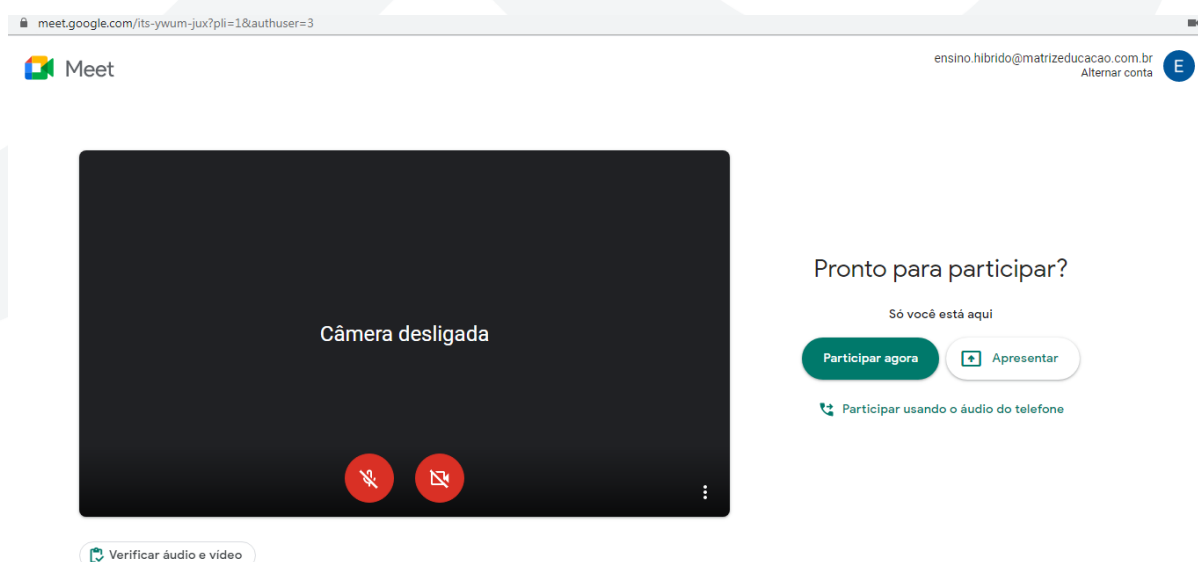 meet.google.com/its-ywum-jux?pli=1&authuser=3
Meet
ensino.hibrido@matrizeducacao.com.br
Alternar conta
E
Câmera desligada
Pronto para participar?
Só você está aqui
Participar agora
Apresentar
Participar usando o áudio do telefone
Verificar áudio e vídeo